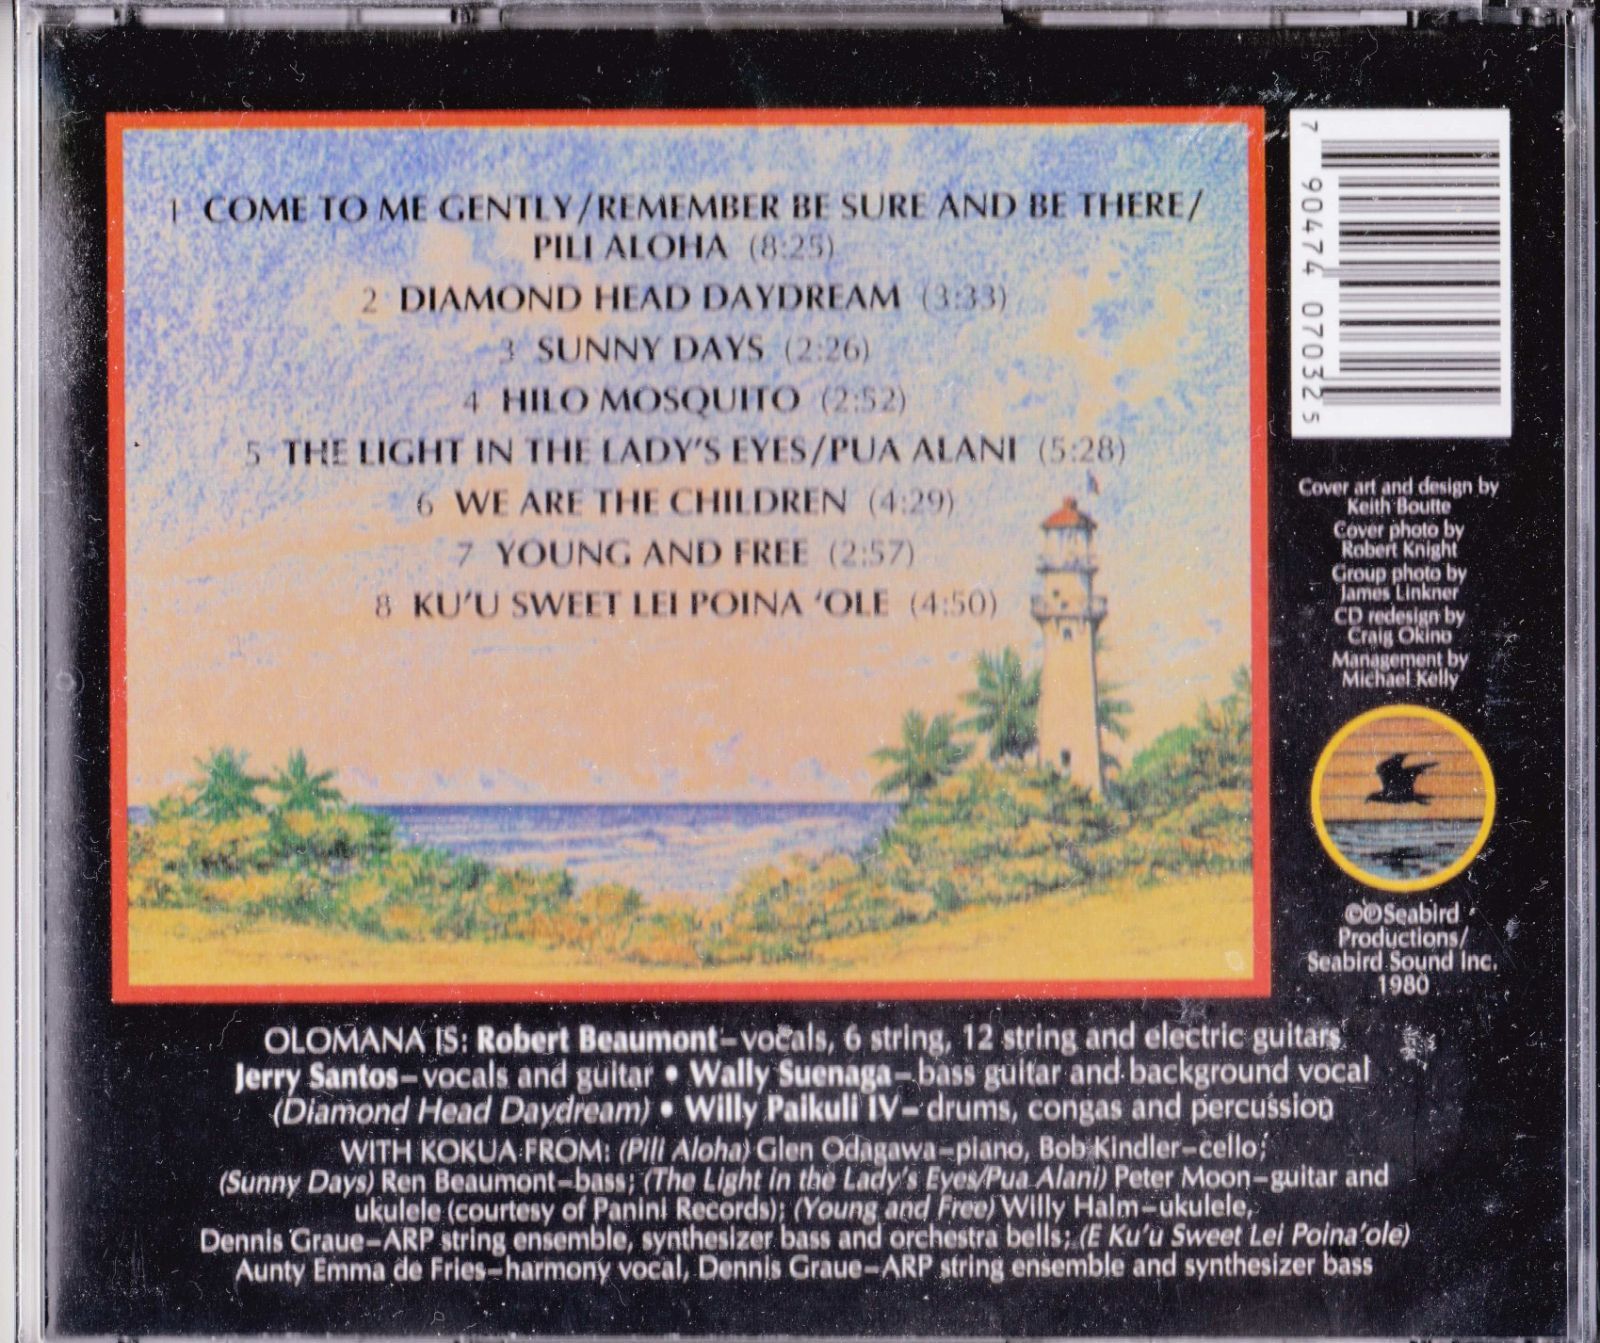 1 COME TO ME GENTLY/REMEMBER BE SURE AND BE THERE/
PILI ALOHA (8:25)
2 DIAMOND HEAD DAYDREAM (3:33)
3 SUNNY DAYS (2:26)
4 HILO MOSQUITO (2:52)
5 THE LIGHT IN THE LADY'S EYES/PUA ALANI (5:28)
6 WE ARE THE CHILDREN (4:29)
7 YOUNG AND FREE (2:57)
8 KU'U SWEET LEI POINA 'OLE (4:50)
7 90474 07032 5
Cover art and design by
Keith Boutte
Cover photo by
Robert Knight
Group photo by
James Linkner
CD redesign by
Craig Okino
Management by
Michael Kelly
©℗Seabird
Productions/
Seabird Sound Inc.
1980
OLOMANA IS: Robert Beaumont–vocals, 6 string, 12 string and electric guitars
Jerry Santos–vocals and guitar • Wally Suenaga–bass guitar and background vocal
(Diamond Head Daydream) • Willy Paikuli IV–drums, congas and percussion
WITH KOKUA FROM: (Pili Aloha) Glen Odagawa–piano, Bob Kindler–cello;
(Sunny Days) Ren Beaumont–bass; (The Light in the Lady's Eyes/Pua Alani) Peter Moon–guitar and
ukulele (courtesy of Panini Records); (Young and Free) Willy Halm–ukulele,
Dennis Graue–ARP string ensemble, synthesizer bass and orchestra bells; (E Ku'u Sweet Lei Poina'ole)
Aunty Emma de Fries–harmony vocal, Dennis Graue–ARP string ensemble and synthesizer bass